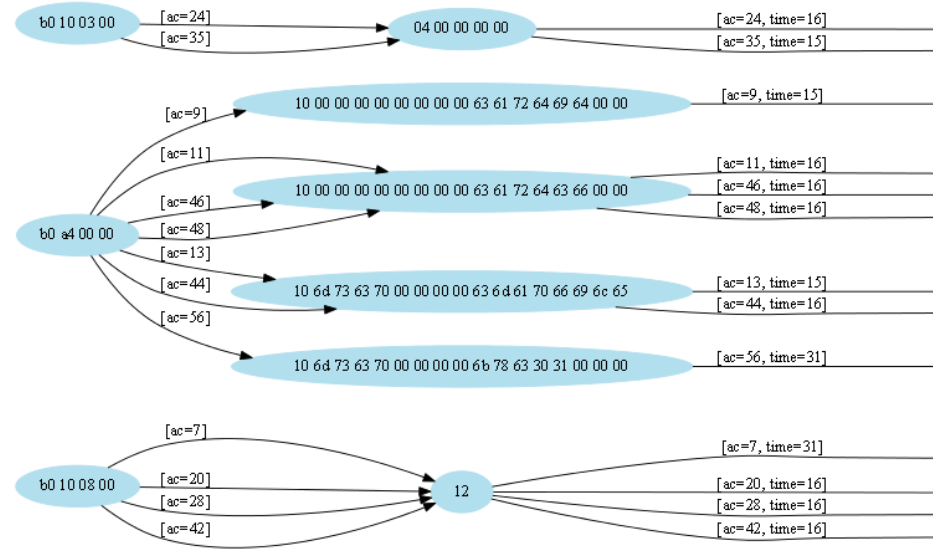 [ac=24]
[ac=35]
b0 10 03 00
04 00 00 00 00
[ac=24, time=16]
[ac=35, time=15]
[ac=9]
[ac=11]
[ac=46]
[ac=48]
[ac=13]
[ac=44]
[ac=56]
b0 a4 00 00
10 00 00 00 00 00 00 00 00 63 61 72 64 69 64 00 00
[ac=9, time=15]
10 00 00 00 00 00 00 00 00 63 61 72 64 63 66 00 00
[ac=11, time=16]
[ac=46, time=16]
[ac=48, time=16]
10 6d 73 63 70 00 00 00 00 63 6d 61 70 66 69 6c 65
[ac=13, time=15]
[ac=44, time=16]
10 6d 73 63 70 00 00 00 00 6b 78 63 30 31 00 00 00
[ac=56, time=31]
[ac=7]
[ac=20]
[ac=28]
[ac=42]
b0 10 08 00
12
[ac=7, time=31]
[ac=20, time=16]
[ac=28, time=16]
[ac=42, time=16]